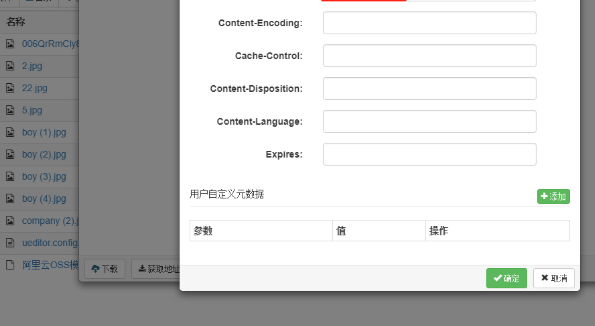 名称
Content-Encoding:
006QrRmCly
Cache-Control:
2.jpg
22.jpg
Content-Disposition:
5.jpg
Content-Language:
boy (1).jpg
boy (2).jpg
Expires:
boy (3).jpg
boy (4).jpg
用户自定义元数据
添加
company (2).j
参数
值
操作
ueditor.config
阿里云OSS模
下载
获取地址
确定
取消